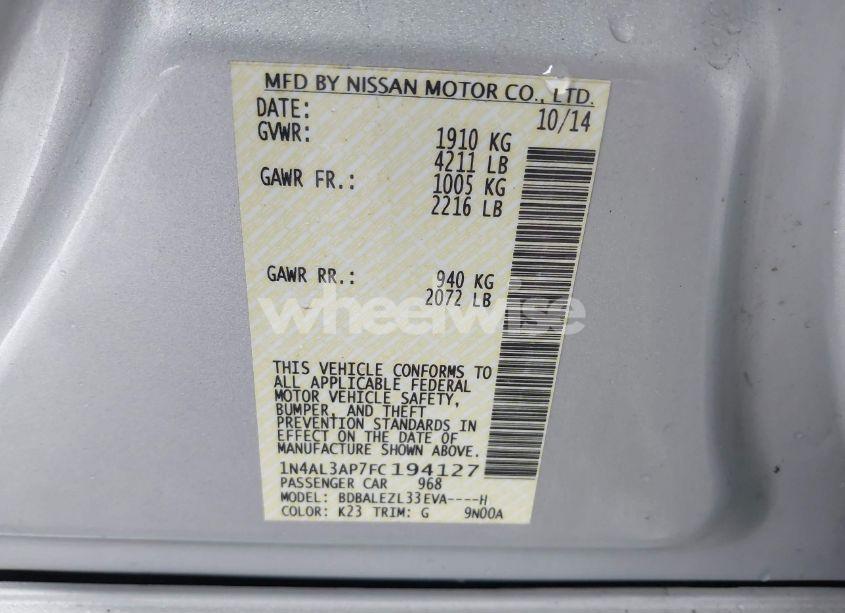 MFD BY NISSAN MOTOR CO., LTD.
DATE: 10/14
GVWR: 1910 KG
4211 LB
GAWR FR.: 1005 KG
2216 LB
GAWR RR.: 940 KG
2072 LB
wheelwise
THIS VEHICLE CONFORMS TO
ALL APPLICABLE FEDERAL
MOTOR VEHICLE SAFETY,
BUMPER, AND THEFT
PREVENTION STANDARDS IN
EFFECT ON THE DATE OF
MANUFACTURE SHOWN ABOVE.
1N4AL3AP7FC194127
PASSENGER CAR 968
MODEL: BDBALEZL33EVA----H
COLOR: K23 TRIM: G 9N00A